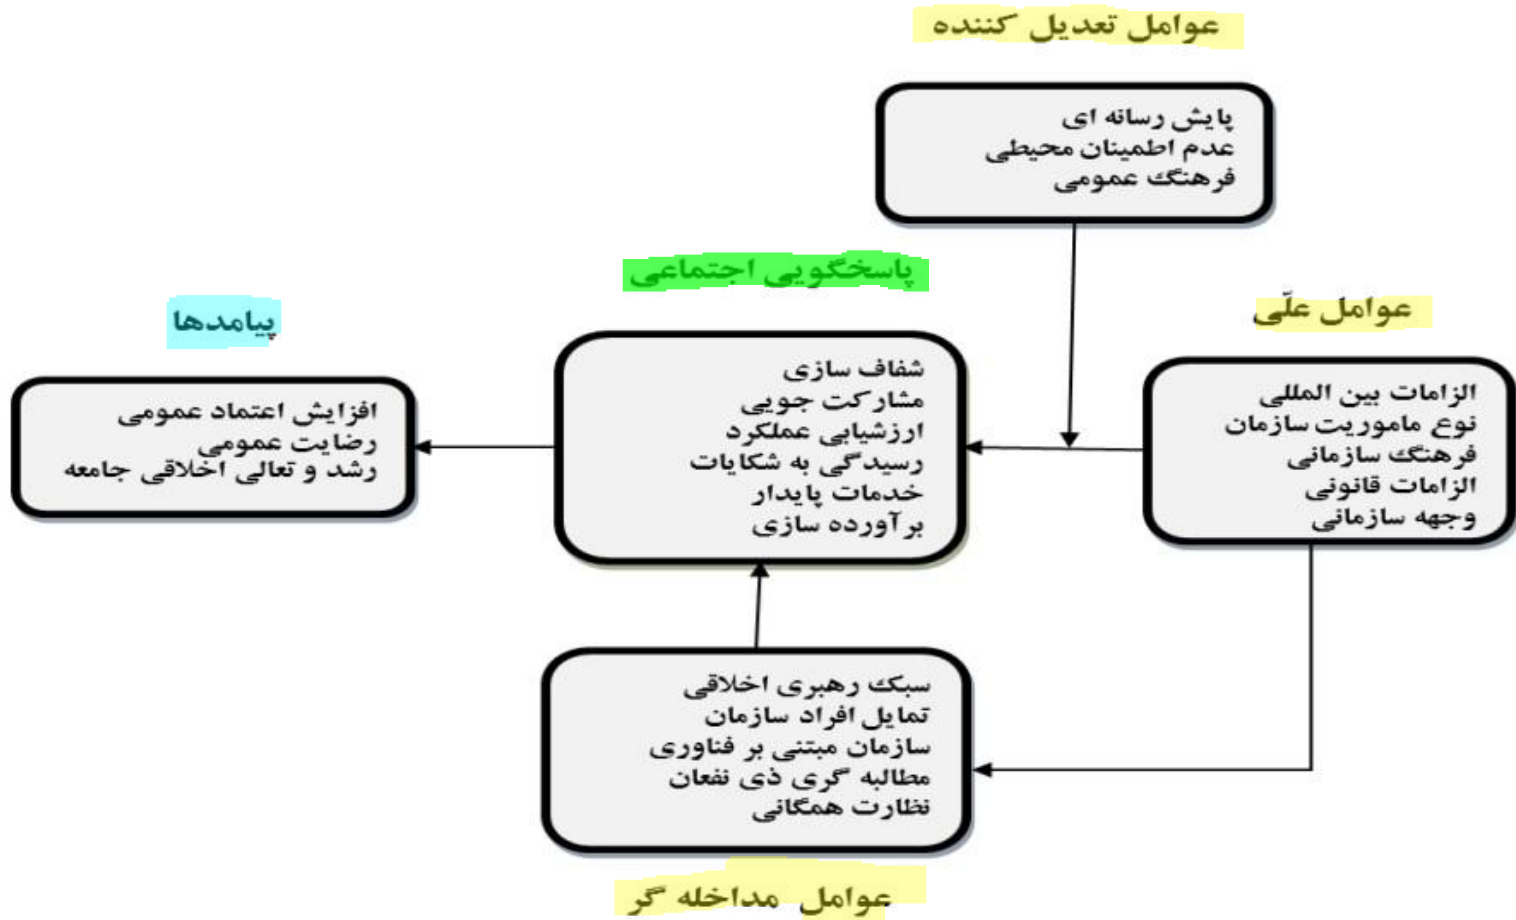 عوامل تعدیل کننده
پایش رسانه ای
عدم اطمینان محیطی
فرهنگ عمومی
عوامل علّی
الزامات بین المللی
نوع ماموریت سازمان
فرهنگ سازمانی
الزامات قانونی
وجهه سازمانی
پاسخگویی اجتماعی
شفاف سازی
مشارکت جویی
ارزشیابی عملکرد
رسیدگی به شکایات
خدمات پایدار
برآورده سازی
پیامدها
افزایش اعتماد عمومی
رضایت عمومی
رشد و تعالی اخلاقی جامعه
سبک رهبری اخلاقی
تمایل افراد سازمان
سازمان مبتنی بر فناوری
مطالبه گری ذی نفعان
نظارت همگانی
عوامل مداخله گر